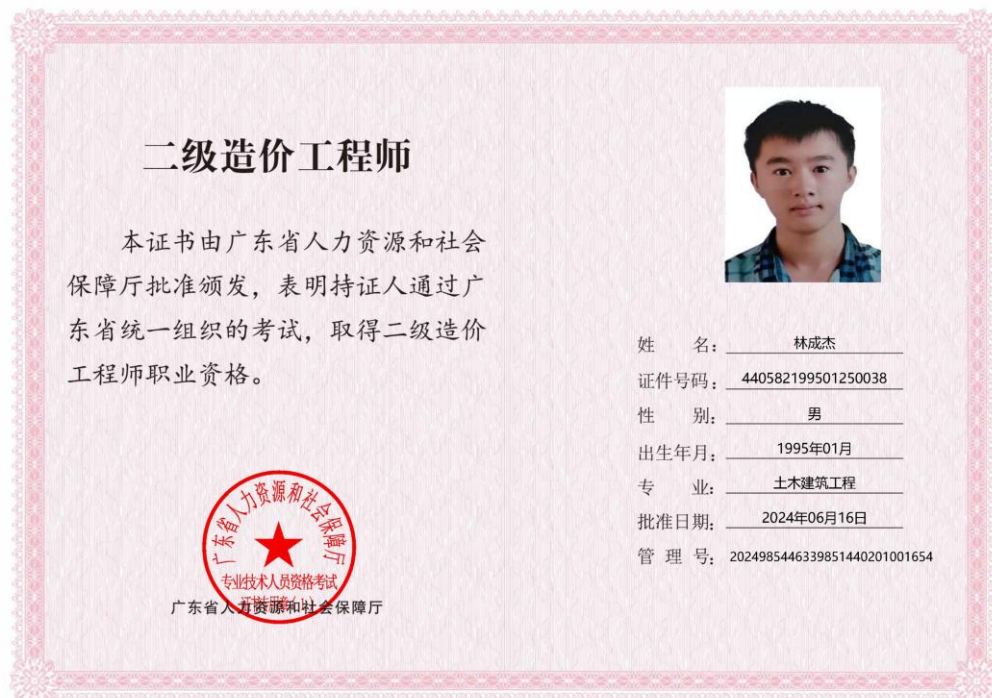 二级造价工程师
本证书由广东省人力资源和社会
保障厅批准颁发，表明持证人通过广
东省统一组织的考试，取得二级造价
工程师职业资格。
广东省人力资源和社会保障厅
专业技术人员资格考试
广东省人力资源和社会保障厅
姓 名： 林成杰
证件号码： 440582199501250038
性 别： 男
出生年月： 1995年01月
专 业： 土木建筑工程
批准日期： 2024年06月16日
管 理 号： 2024985446339851440201001654